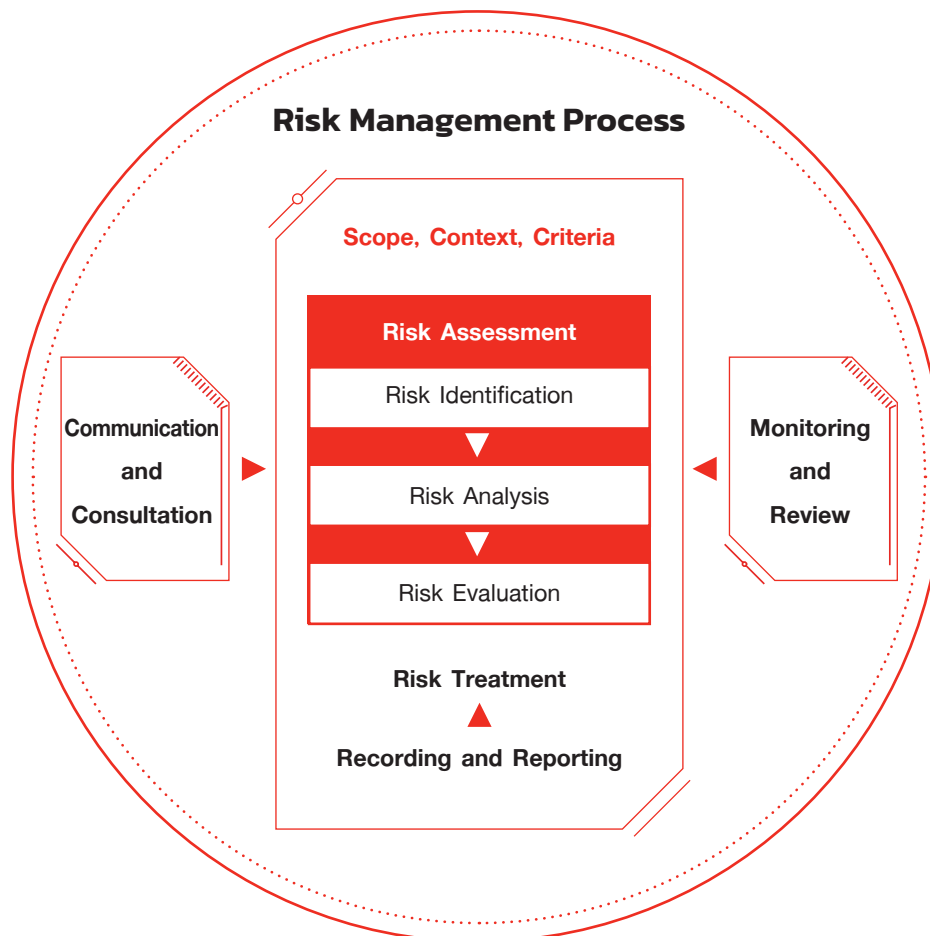 Risk Management Process
Scope, Context, Criteria
Risk Assessment
Risk Identification
Risk Analysis
Risk Evaluation
Risk Treatment
Recording and Reporting
Communication
and
Consultation
Monitoring
and
Review